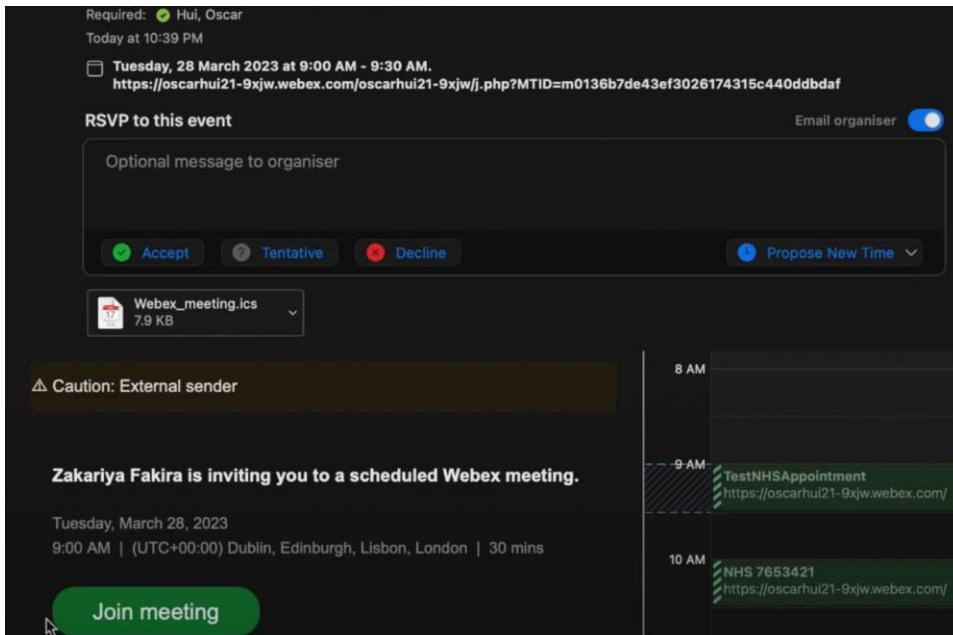 Required: Hui, Oscar
Today at 10:39 PM
Tuesday, 28 March 2023 at 9:00 AM - 9:30 AM.
https://oscarhui21-9xjw.webex.com/oscarhui21-9xjw/j.php?MTID=m0136b7de43ef3026174315c440ddbdaf
RSVP to this event
Email organiser
Optional message to organiser
Accept
? Tentative
Decline
Propose New Time
17
Webex_meeting.ics
7.9 KB
Caution: External sender
Zakariya Fakira is inviting you to a scheduled Webex meeting.
Tuesday, March 28, 2023
9:00 AM | (UTC+00:00) Dublin, Edinburgh, Lisbon, London | 30 mins
Join meeting
8 AM
9 AM
TestNHSAppointment
https://oscarhui21-9xjw.webex.com/
10 AM
NHS 7653421
https://oscarhui21-9xjw.webex.com/